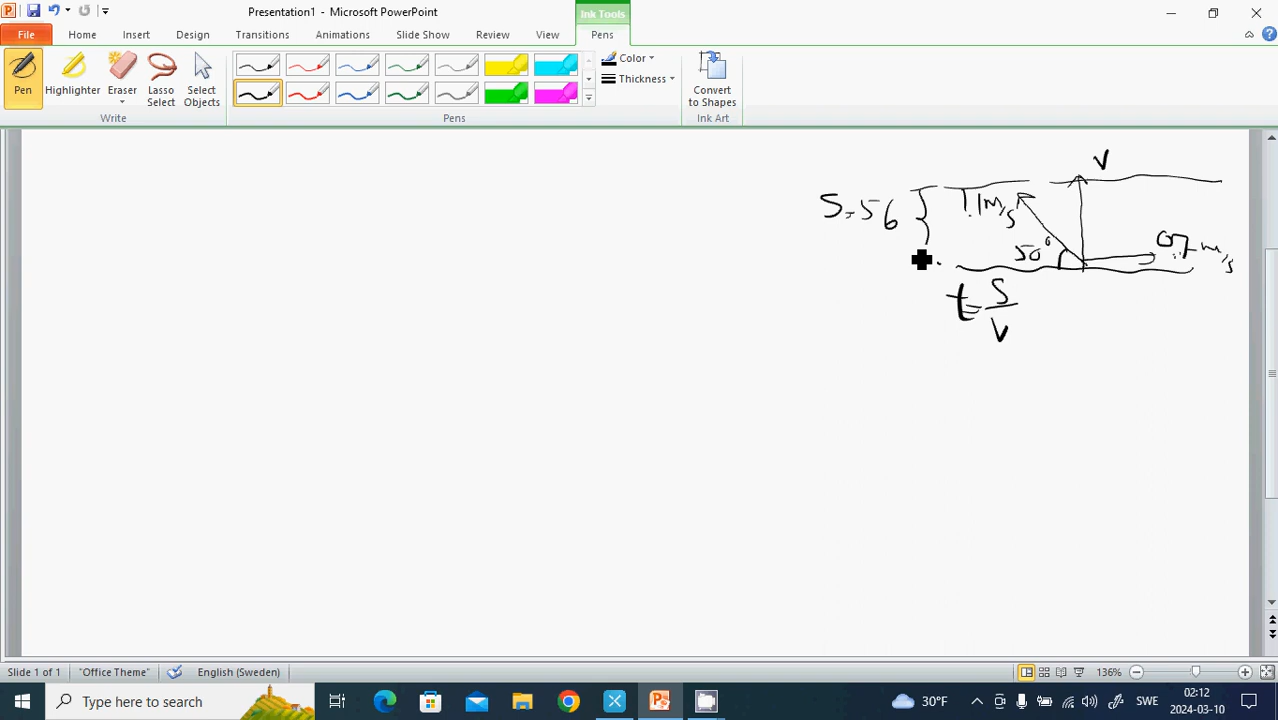 Presentation1 - Microsoft PowerPoint
Ink Tools
File
Home
Insert
Design
Transitions
Animations
Slide Show
Review
View
Pens
Pen
Highlighter
Eraser
Lasso Select
Select Objects
Color
Thickness
Convert to Shapes
Write
Pens
Ink Art
V
S=56
1.1m/s
50°
0.7 m/s
t=S/V
Slide 1 of 1
"Office Theme"
English (Sweden)
136%
Type here to search
30°F
SWE
02:12
2024-03-10